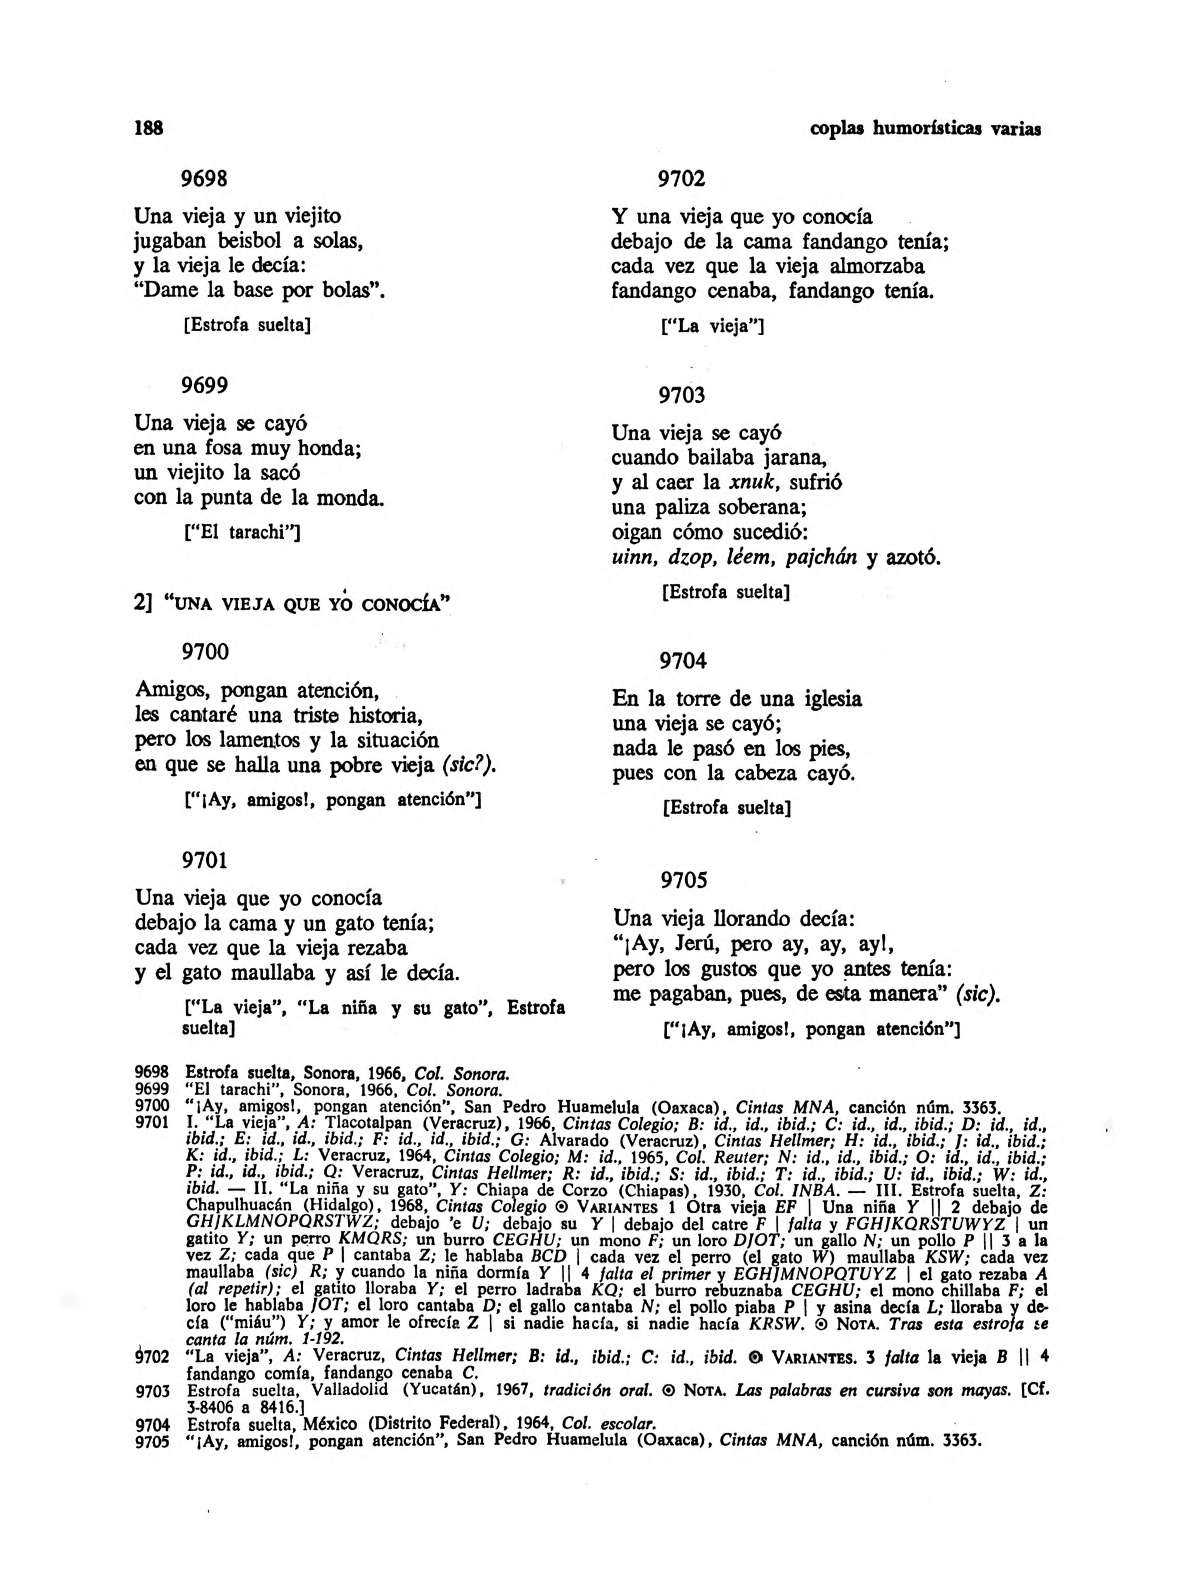 188
coplas humorísticas varias
9698
Una vieja y un viejito
jugaban beisbol a solas,
y la vieja le decía:
“Dame la base por bolas”.
[Estrofa suelta]
9699
Una vieja se cayó
en una fosa muy honda;
un viejito la sacó
con la punta de la monda.
[“El tarachi”]
2] “UNA VIEJA QUE YO CONOCÍA”
9700
Amigos, pongan atención,
les cantaré una triste historia,
pero los lamentos y la situación
en que se halla una pobre vieja (sic?).
[“¡Ay, amigos!, pongan atención”]
9701
Una vieja que yo conocía
debajo la cama y un gato tenía;
cada vez que la vieja rezaba
y el gato maullaba y así le decía.
[“La vieja”, “La niña y su gato”, Estrofa
suelta]
9702
Y una vieja que yo conocía
debajo de la cama fandango tenía;
cada vez que la vieja almorzaba
fandango cenaba, fandango tenía.
[“La vieja”]
9703
Una vieja se cayó
cuando bailaba jarana,
y al caer la xnuk, sufrió
una paliza soberana;
oigan cómo sucedió:
uinn, dzop, léem, pajchán y azotó.
[Estrofa suelta]
9704
En la torre de una iglesia
una vieja se cayó;
nada le pasó en los pies,
pues con la cabeza cayó.
[Estrofa suelta]
9705
Una vieja llorando decía:
“¡Ay, Jerú, pero ay, ay, ay!,
pero los gustos que yo antes tenía:
me pagaban, pues, de esta manera” (sic).
[“¡Ay, amigos!, pongan atención”]
9698 Estrofa suelta, Sonora, 1966, Col. Sonora.
9699 “El tarachi”, Sonora, 1966, Col. Sonora.
9700 “¡Ay, amigos!, pongan atención”, San Pedro Huamelula (Oaxaca), Cintas MNA, canción núm. 3363.
9701 I. “La vieja”, A: Tlacotalpan (Veracruz), 1966, Cintas Colegio; B: id., id., ibid.; C: id., id., ibid.; D: id., id.,
ibid.; E: id., id., ibid.; F: id., id., ibid.; G: Alvarado (Veracruz), Cintas Hellmer; H: id., ibid.; J: id., ibid.;
K: id., ibid.; L: Veracruz, 1964, Cintas Colegio; M: id., 1965, Col. Reuter; N: id., id., ibid.; O: id., id., ibid.;
P: id., id., ibid.; Q: Veracruz, Cintas Hellmer; R: id., ibid.; S: id., ibid.; T: id., ibid.; U: id., ibid.; W: id.,
ibid. — II. “La niña y su gato”, Y: Chiapa de Corzo (Chiapas), 1930, Col. INBA. — III. Estrofa suelta, Z:
Chapulhuacán (Hidalgo), 1968, Cintas Colegio ⊙ VARIANTES 1 Otra vieja EF | Una niña Y || 2 debajo de
GHJKLMNOPQRSTWZ; debajo ’e U; debajo su Y | debajo del catre F | falta y FGHJKQRSTUWYZ | un
gatito Y; un perro KMQRS; un burro CEGHU; un mono F; un loro DJOT; un gallo N; un pollo P || 3 a la
vez Z; cada que P | cantaba Z; le hablaba BCD | cada vez el perro (el gato W) maullaba KSW; cada vez
maullaba (sic) R; y cuando la niña dormía Y || 4 falta el primer y EGHJMNOPQTUYZ | el gato rezaba A
(al repetir); el gatito lloraba Y; el perro ladraba KQ; el burro rebuznaba CEGHU; el mono chillaba F; el
loro le hablaba JOT; el loro cantaba D; el gallo cantaba N; el pollo piaba P | y asina decía L; lloraba y de-
cía (“miáu”) Y; y amor le ofrecía Z | si nadie hacía, si nadie hacía KRSW. ⊙ NOTA. Tras esta estrofa se
canta la núm. 1-192.
9702 “La vieja”, A: Veracruz, Cintas Hellmer; B: id., ibid.; C: id., ibid. ⊙ VARIANTES. 3 falta la vieja B || 4
fandango comía, fandango cenaba C.
9703 Estrofa suelta, Valladolid (Yucatán), 1967, tradición oral. ⊙ NOTA. Las palabras en cursiva son mayas. [Cf.
3-8406 a 8416.]
9704 Estrofa suelta, México (Distrito Federal), 1964, Col. escolar.
9705 “¡Ay, amigos!, pongan atención”, San Pedro Huamelula (Oaxaca), Cintas MNA, canción núm. 3363.